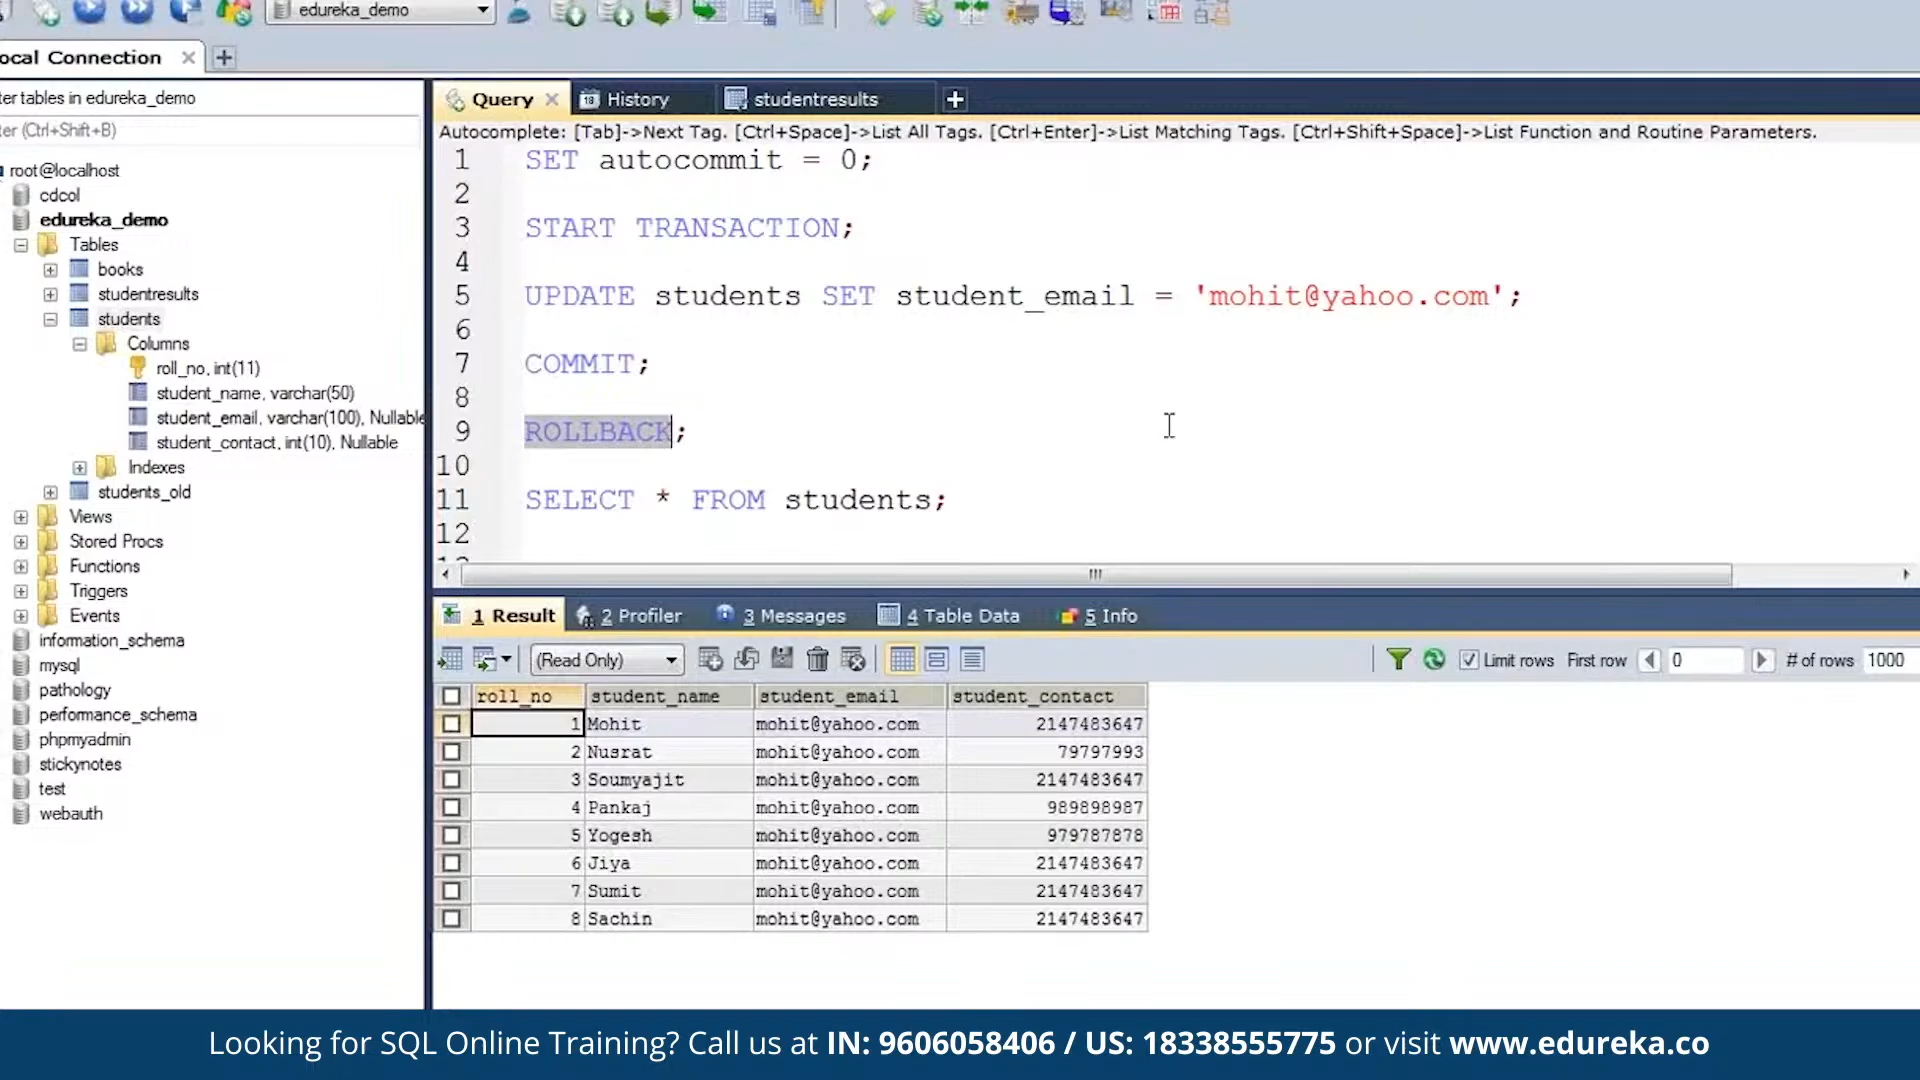 edureka_demo
ocal Connection
ter tables in edureka_demo
er (Ctrl+Shift+B)
root@localhost
cdcol
edureka_demo
Tables
books
studentresults
students
Columns
roll_no, int(11)
student_name, varchar(50)
student_email, varchar(100), Nullable
student_contact, int(10), Nullable
Indexes
students_old
Views
Stored Procs
Functions
Triggers
Events
information_schema
mysql
pathology
performance_schema
phpmyadmin
stickynotes
test
webauth
Query History studentresults
Autocomplete: [Tab]->Next Tag. [Ctrl+Space]->List All Tags. [Ctrl+Enter]->List Matching Tags. [Ctrl+Shift+Space]->List Function and Routine Parameters.
1 SET autocommit = 0;
2
3 START TRANSACTION;
4
5 UPDATE students SET student_email = 'mohit@yahoo.com';
6
7 COMMIT;
8
9 ROLLBACK;
10
11 SELECT * FROM students;
12
1 Result 2 Profiler 3 Messages 4 Table Data 5 Info
(Read Only) Limit rows First row 0 # of rows 1000
roll_no student_name student_email student_contact
1 Mohit mohit@yahoo.com 2147483647
2 Nusrat mohit@yahoo.com 79797993
3 Soumyajit mohit@yahoo.com 2147483647
4 Pankaj mohit@yahoo.com 989898987
5 Yogesh mohit@yahoo.com 979787878
6 Jiya mohit@yahoo.com 2147483647
7 Sumit mohit@yahoo.com 2147483647
8 Sachin mohit@yahoo.com 2147483647
Looking for SQL Online Training? Call us at IN: 9606058406 / US: 18338555775 or visit www.edureka.co